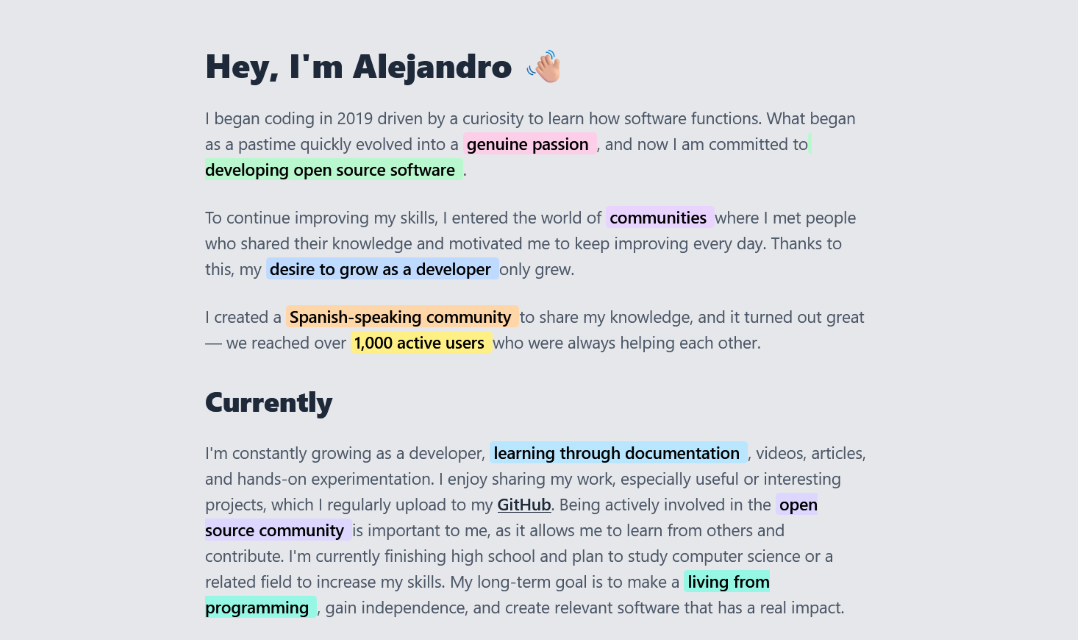 Hey, I'm Alejandro 👋🏼
I began coding in 2019 driven by a curiosity to learn how software functions. What began
as a pastime quickly evolved into a genuine passion , and now I am committed to
developing open source software .
To continue improving my skills, I entered the world of communities where I met people
who shared their knowledge and motivated me to keep improving every day. Thanks to
this, my desire to grow as a developer only grew.
I created a Spanish-speaking community to share my knowledge, and it turned out great
— we reached over 1,000 active users who were always helping each other.
Currently
I'm constantly growing as a developer, learning through documentation , videos, articles,
and hands-on experimentation. I enjoy sharing my work, especially useful or interesting
projects, which I regularly upload to my GitHub. Being actively involved in the open
source community is important to me, as it allows me to learn from others and
contribute. I'm currently finishing high school and plan to study computer science or a
related field to increase my skills. My long-term goal is to make a living from
programming , gain independence, and create relevant software that has a real impact.